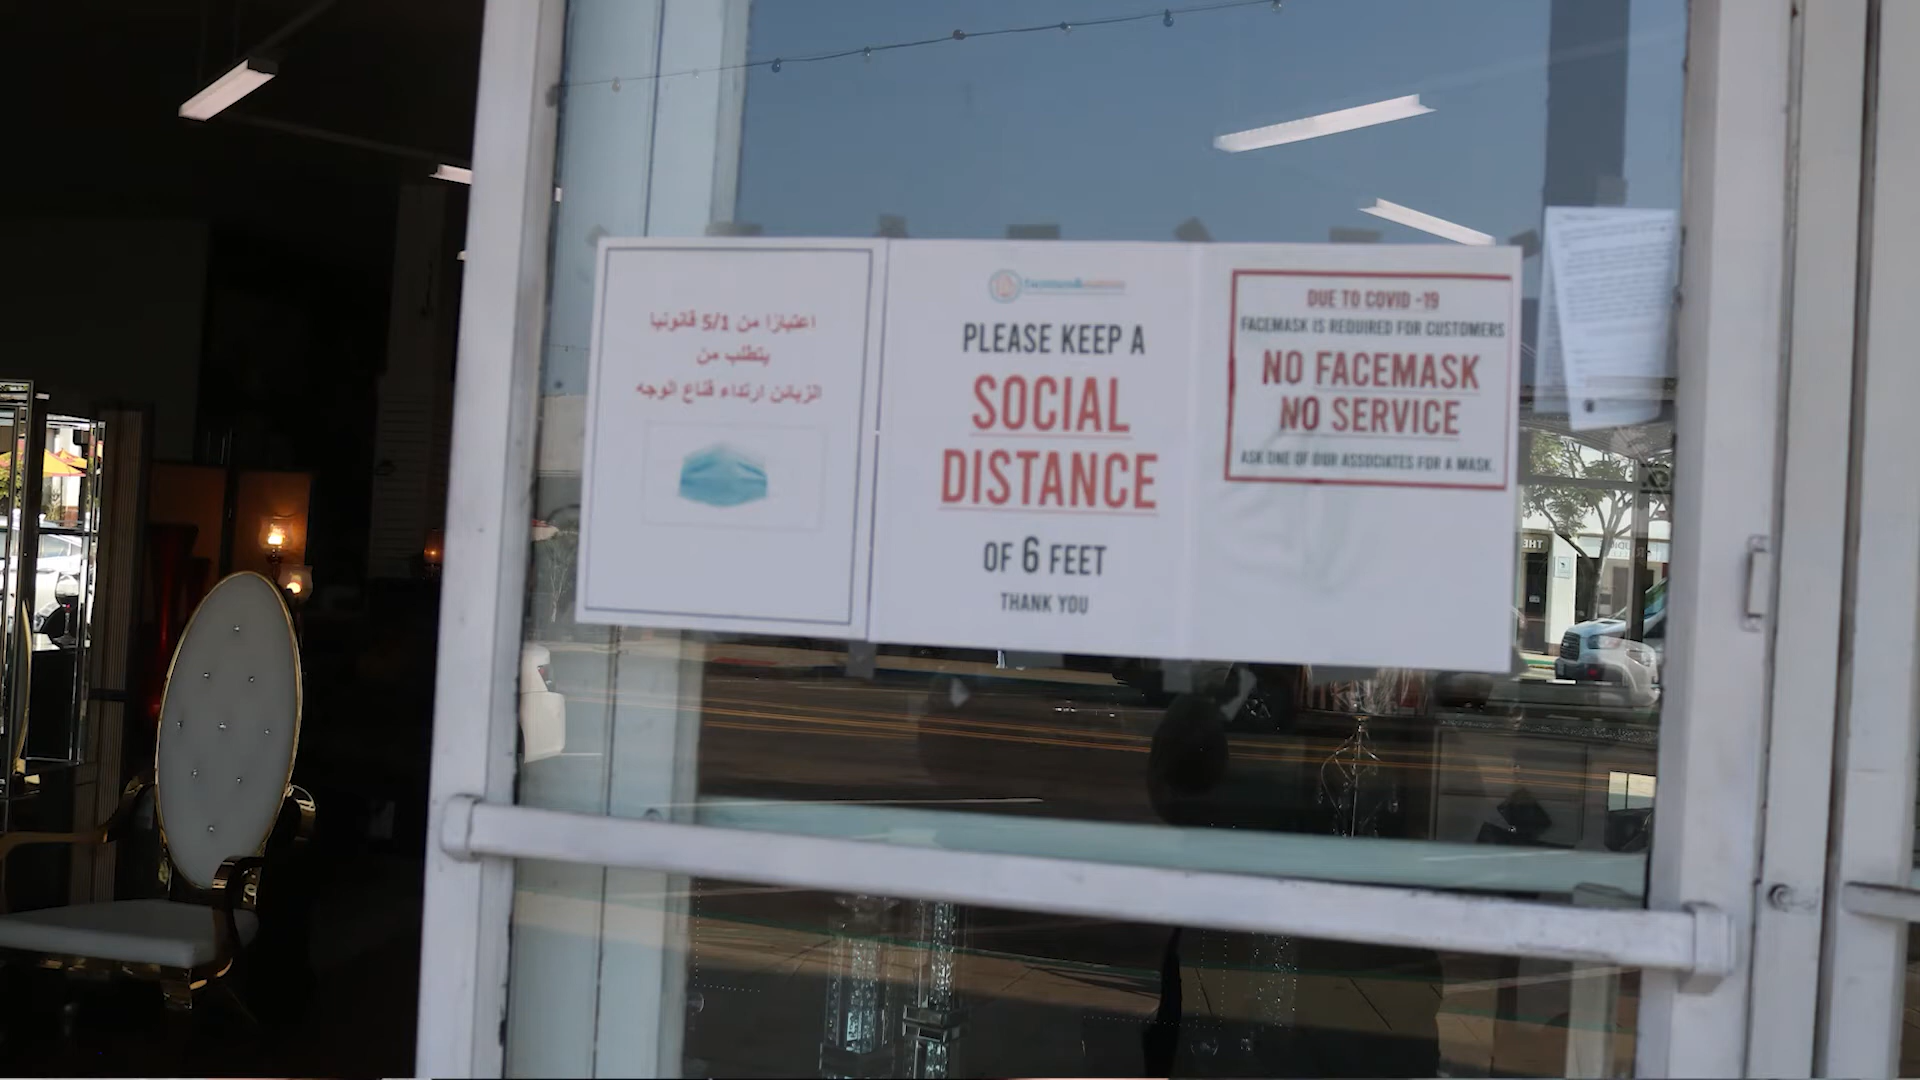 اعتبارًا من 5/1 قانونيا
يتطلب من
الزبائن ارتداء قناع الوجه
PLEASE KEEP A
SOCIAL
DISTANCE
OF 6 FEET
THANK YOU
DUE TO COVID -19
FACEMASK IS REQUIRED FOR CUSTOMERS
NO FACEMASK
NO SERVICE
ASK ONE OF OUR ASSOCIATES FOR A MASK.